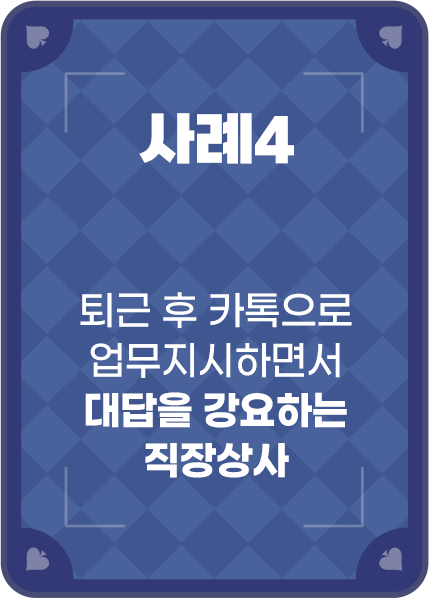 사례4
퇴근 후 카톡으로
업무지시하면서
대답을 강요하는
직장상사